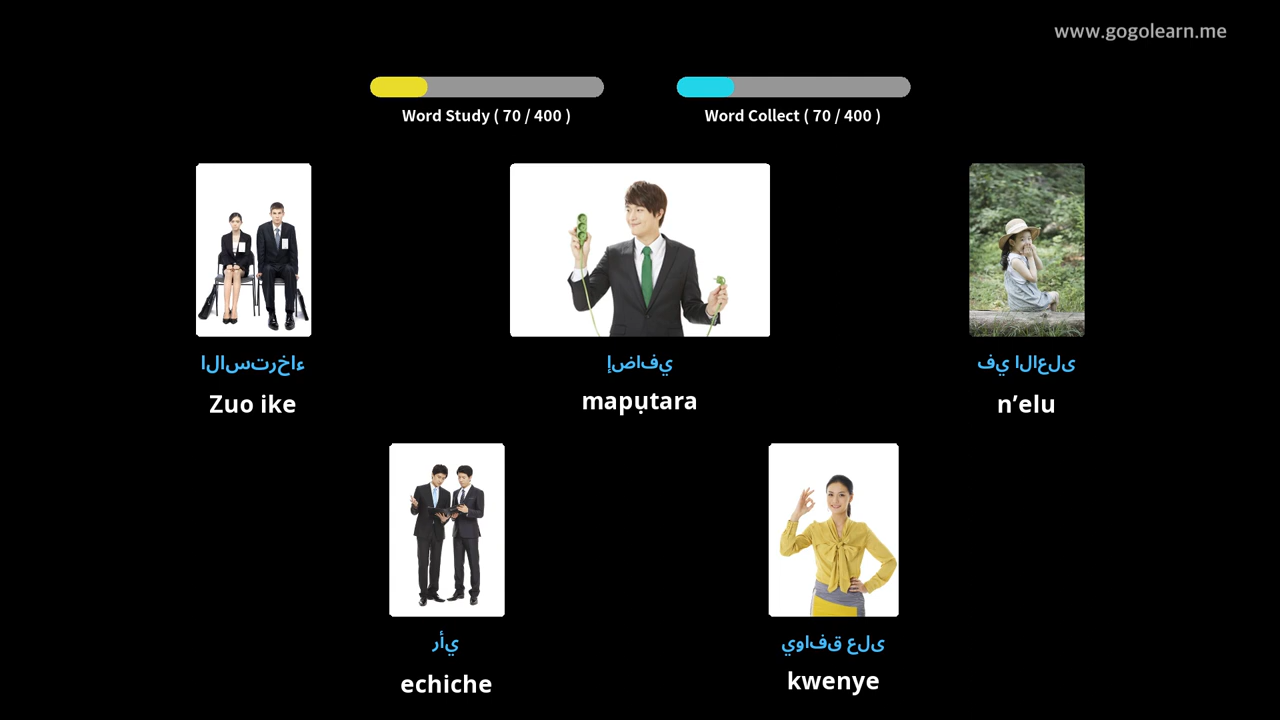 www.gogolearn.me
Word Study ( 70 / 400 )
Word Collect ( 70 / 400 )
الاسترخاء
إضافي
في الاعلى
Zuo ike
mapụtara
n’elu
رأي
يوافق على
echiche
kwenye